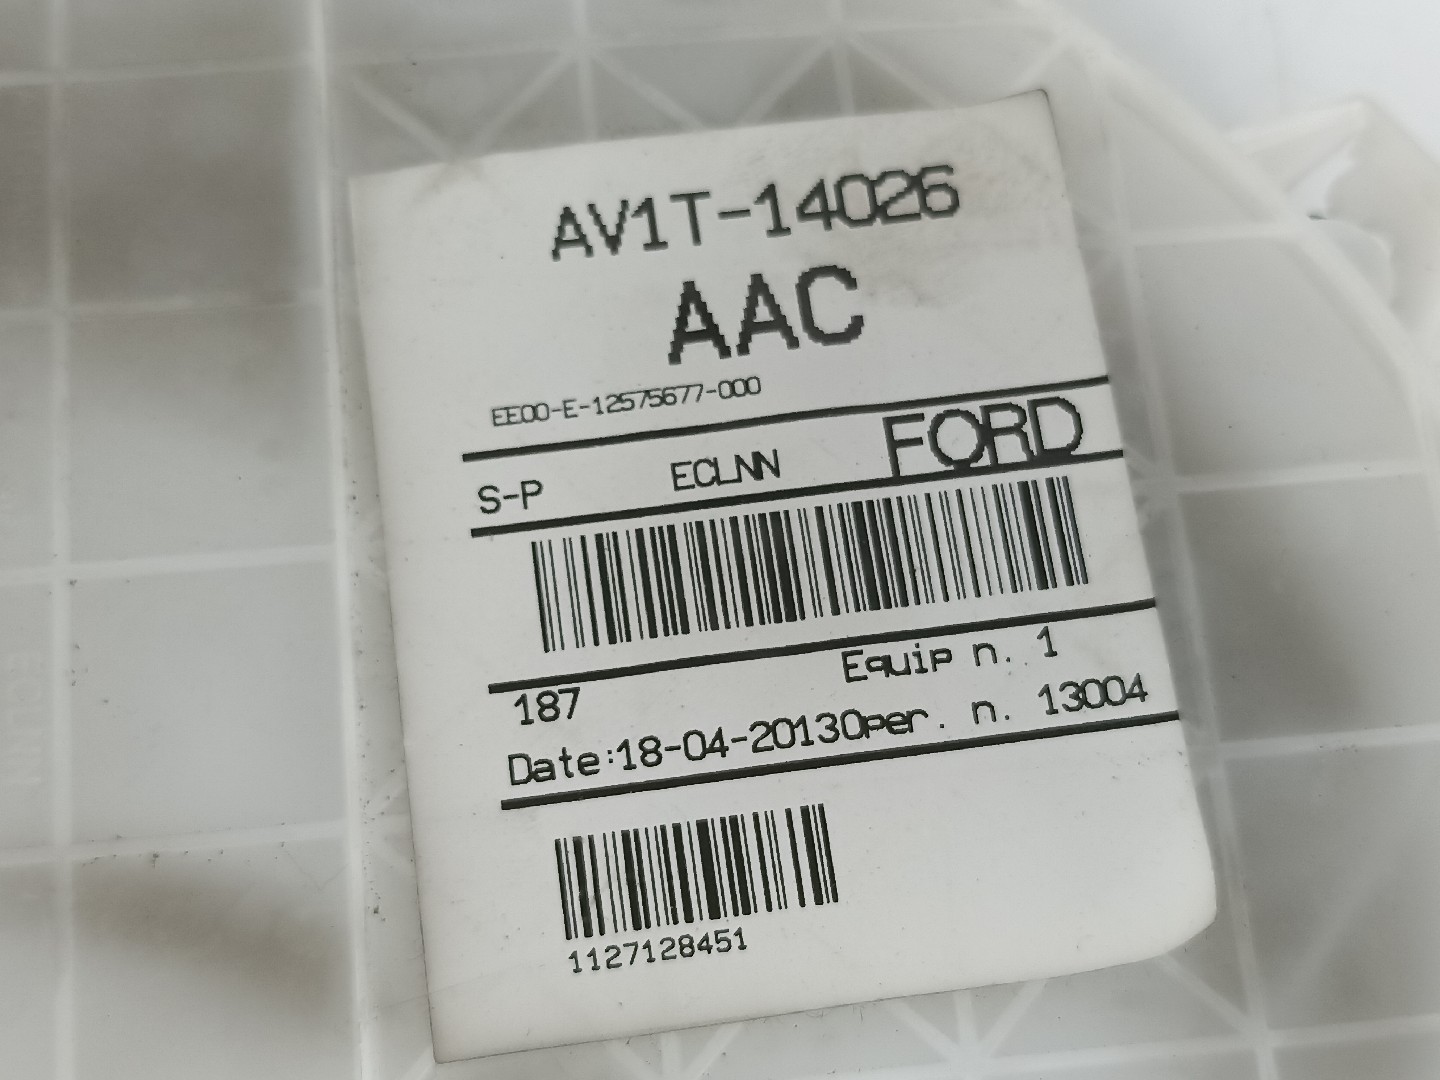 AV1T-14026
AAC
EE00-E-12575677-000
S-P ECLNN FORD
187 Equip n. 1
Date:18-04-2013Oper. n. 13004
1127128451